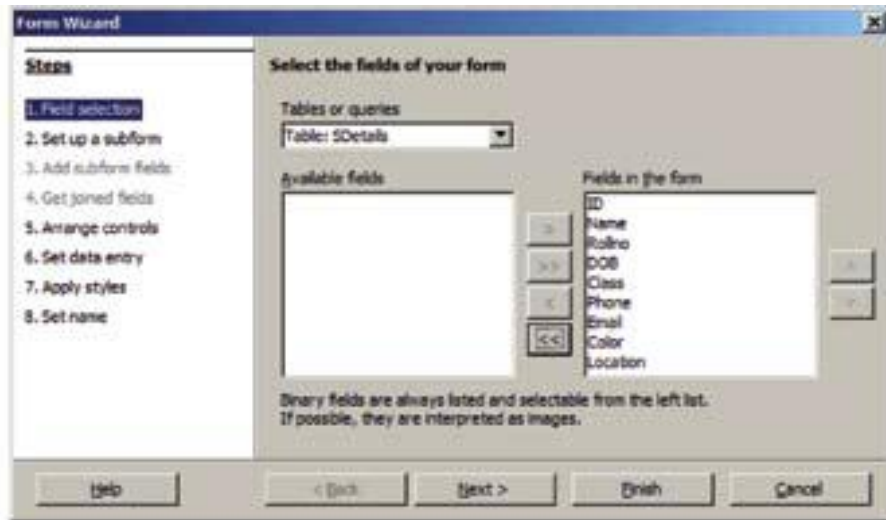 Form Wizard
Steps
1. Field selection
2. Set up a subform
3. Add subform fields
4. Get joined fields
5. Arrange controls
6. Set data entry
7. Apply styles
8. Set name
Select the fields of your form
Tables or queries
Table: SDetails
Available fields
Fields in the form
ID
Name
Rollno
DOB
Class
Phone
Email
Color
Location
>
>>
<
<<
Binary fields are always listed and selectable from the left list.
If possible, they are interpreted as images.
Help
< Back
Next >
Finish
Cancel